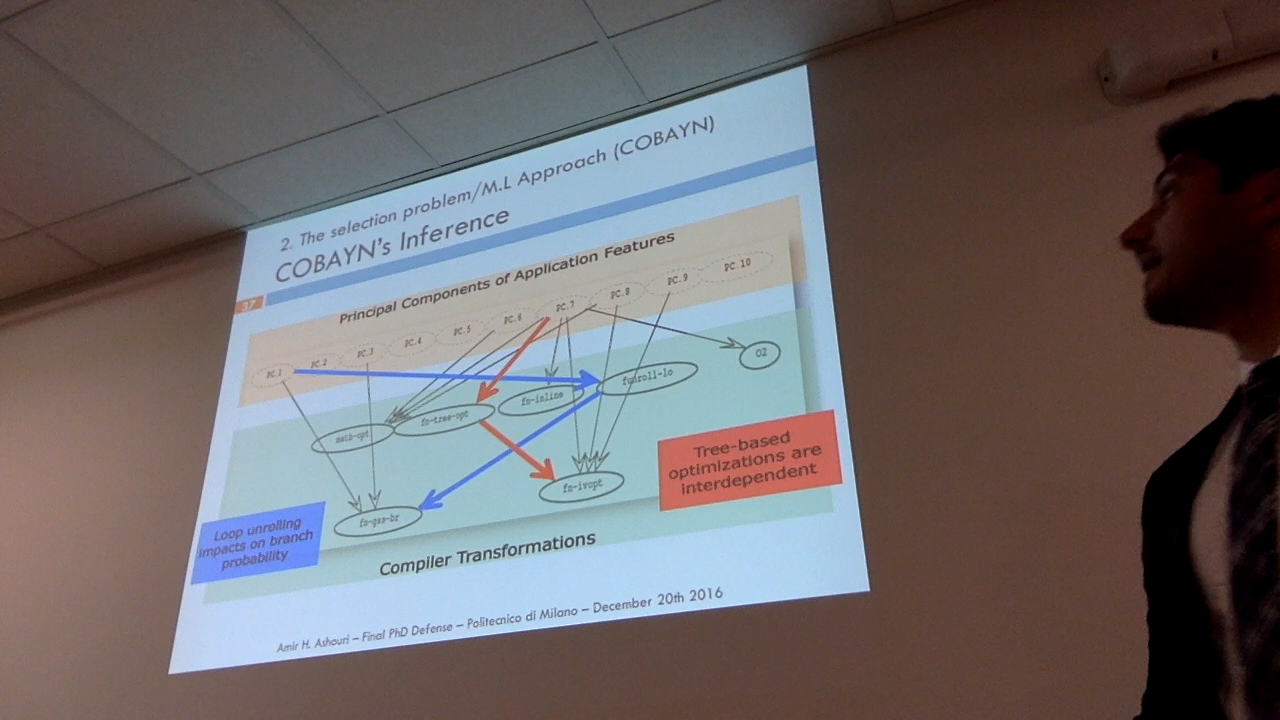 2. The selection problem/M.L Approach (COBAYN)
COBAYN's Inference
37
Principal Components of Application Features
PC.1
PC.2
PC.3
PC.4
PC.5
PC.6
PC.7
PC.8
PC.9
PC.10
O2
funroll-lo
fn-inline
fn-tree-opt
math-opt
fn-ivopt
fn-gss-br
Tree-based
optimizations are
interdependent
Loop unrolling
impacts on branch
probability
Compiler Transformations
Amir H. Ashouri – Final PhD Defense – Politecnico di Milano – December 20th 2016